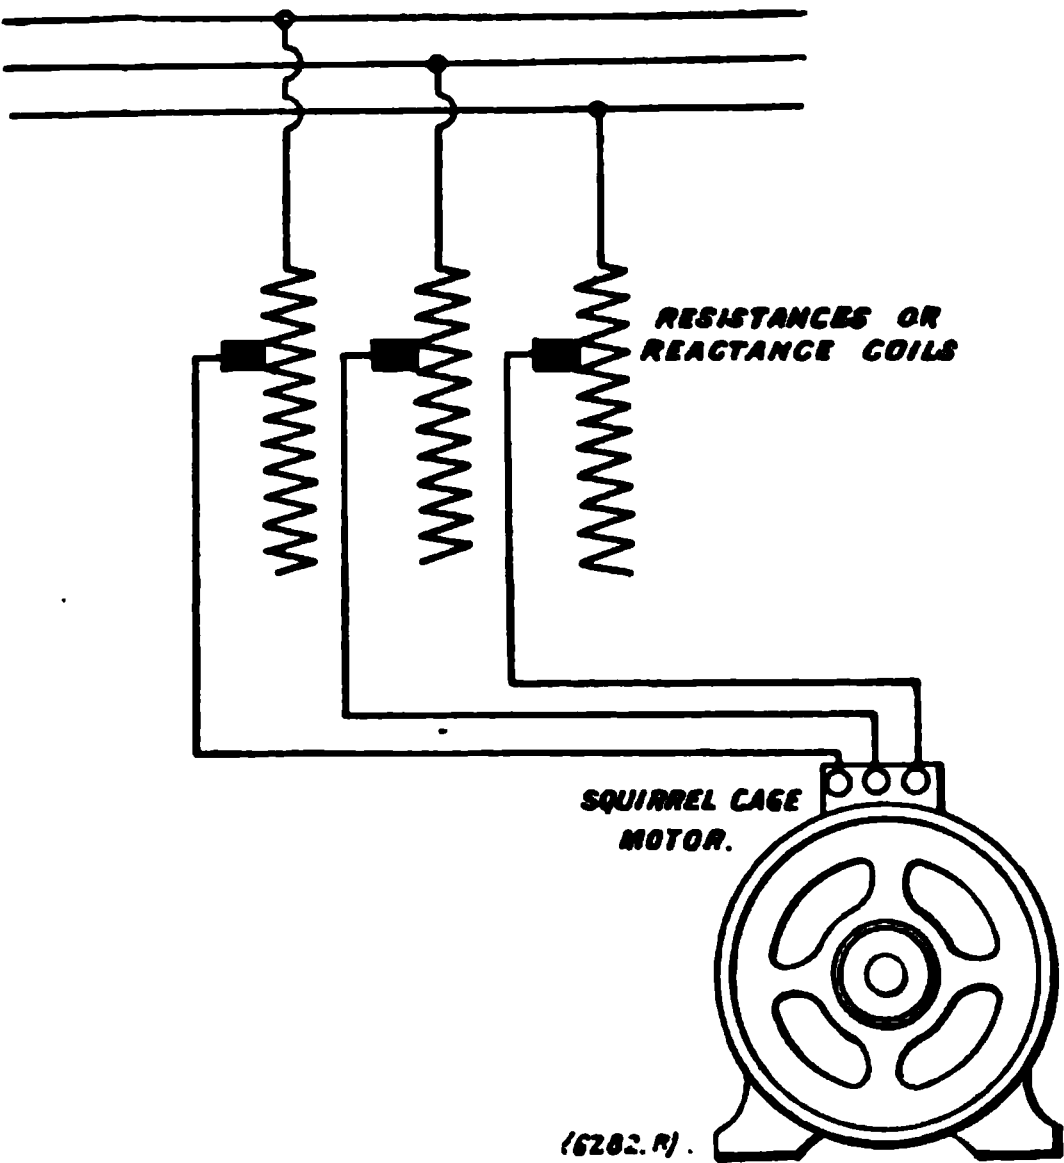 RESISTANCES OR
REACTANCE COILS
SQUIRREL CAGE
MOTOR.
(6282.R).